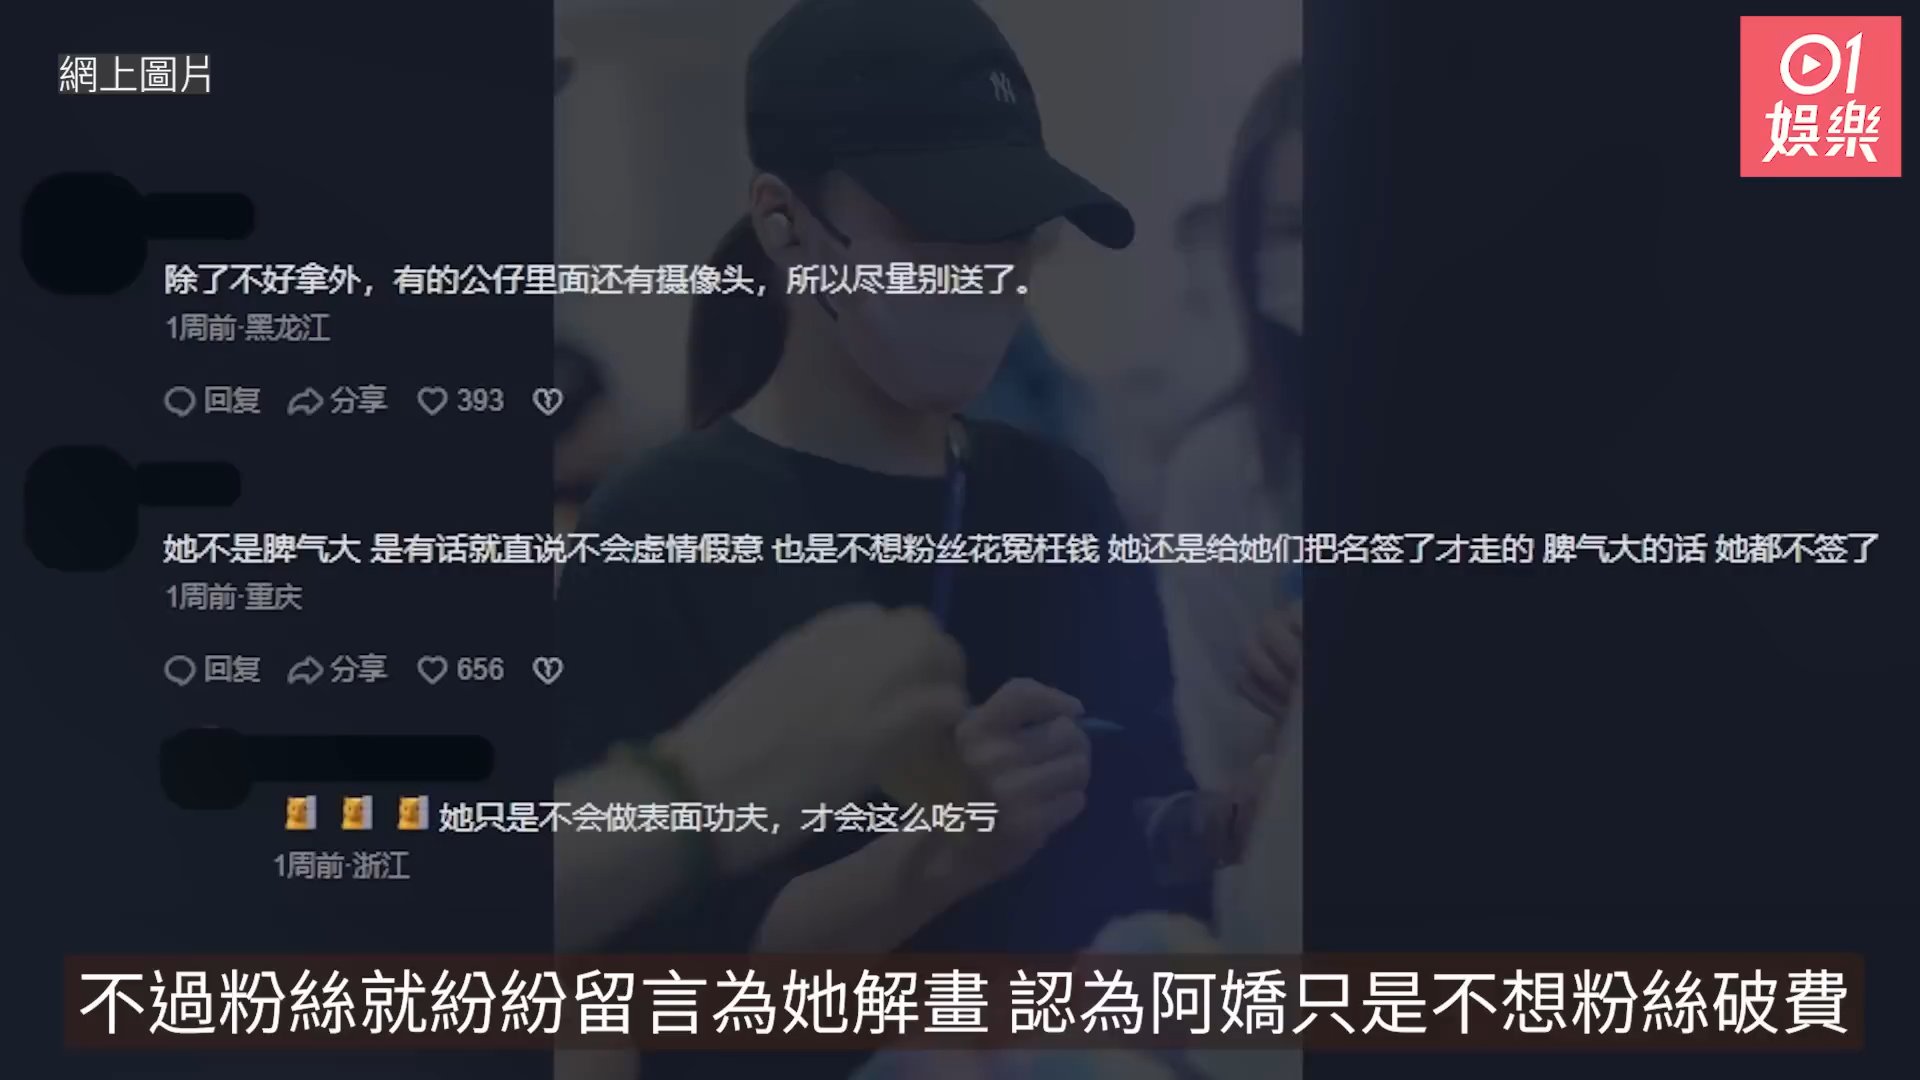 網上圖片
01
娛樂
NY
除了不好拿外，有的公仔里面还有摄像头，所以尽量别送了。
1周前·黑龙江
回复 分享 393
她不是脾气大 是有话就直说不会虚情假意 也是不想粉丝花冤枉钱 她还是给她们把名签了才走的 脾气大的话 她都不签了
1周前·重庆
回复 分享 656
她只是不会做表面功夫，才会这么吃亏
1周前·浙江
不過粉絲就紛紛留言為她解畫 認為阿嬌只是不想粉絲破費